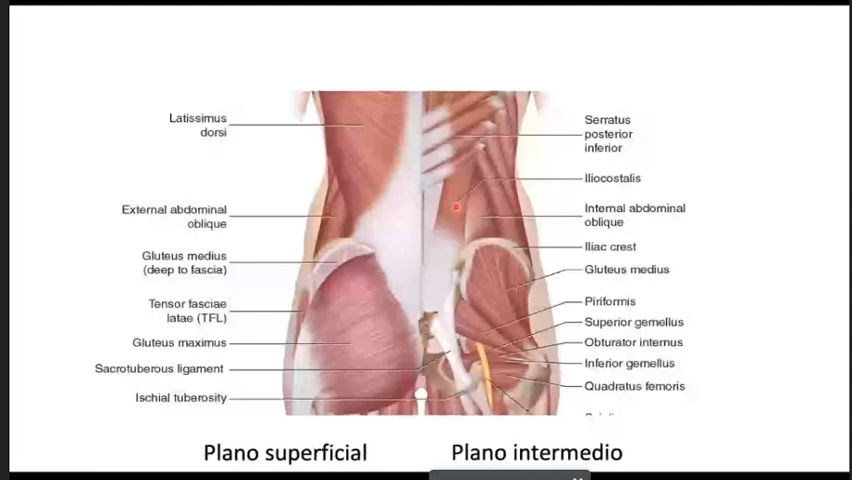 Latissimus
dorsi
External abdominal
oblique
Gluteus medius
(deep to fascia)
Tensor fasciae
latae (TFL)
Gluteus maximus
Sacrotuberous ligament
Ischial tuberosity
Serratus
posterior
inferior
Iliocostalis
Internal abdominal
oblique
Iliac crest
Gluteus medius
Piriformis
Superior gemellus
Obturator internus
Inferior gemellus
Quadratus femoris
Plano superficial
Plano intermedio